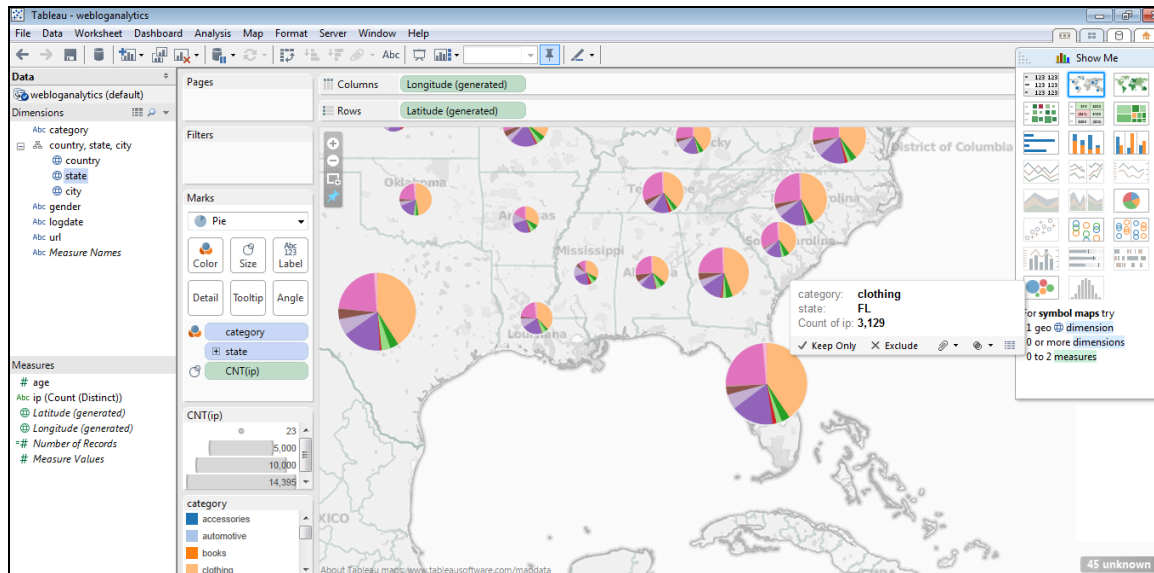 Tableau - webloganalytics
File Data Worksheet Dashboard Analysis Map Format Server Window Help
Abc
Data
webloganalytics (default)
Dimensions
Abc category
country, state, city
country
state
city
Abc gender
Abc logdate
Abc url
Abc Measure Names
Measures
# age
Abc ip (Count (Distinct))
Latitude (generated)
Longitude (generated)
=# Number of Records
# Measure Values
Pages
Filters
Marks
Pie
Color Size Abc 123 Label
Detail Tooltip Angle
category
state
CNT(ip)
CNT(ip)
23
5,000
10,000
14,395
category
accessories
automotive
books
clothing
Columns Longitude (generated)
Rows Latitude (generated)
District of Columbia
Oklahoma
Mississippi
Louisiana
category: clothing
state: FL
Count of ip: 3,129
Keep Only Exclude
About Tableau maps: www.tableausoftware.com/mapdata
45 unknown
Show Me
For symbol maps try
1 geo dimension
0 or more dimensions
0 to 2 measures